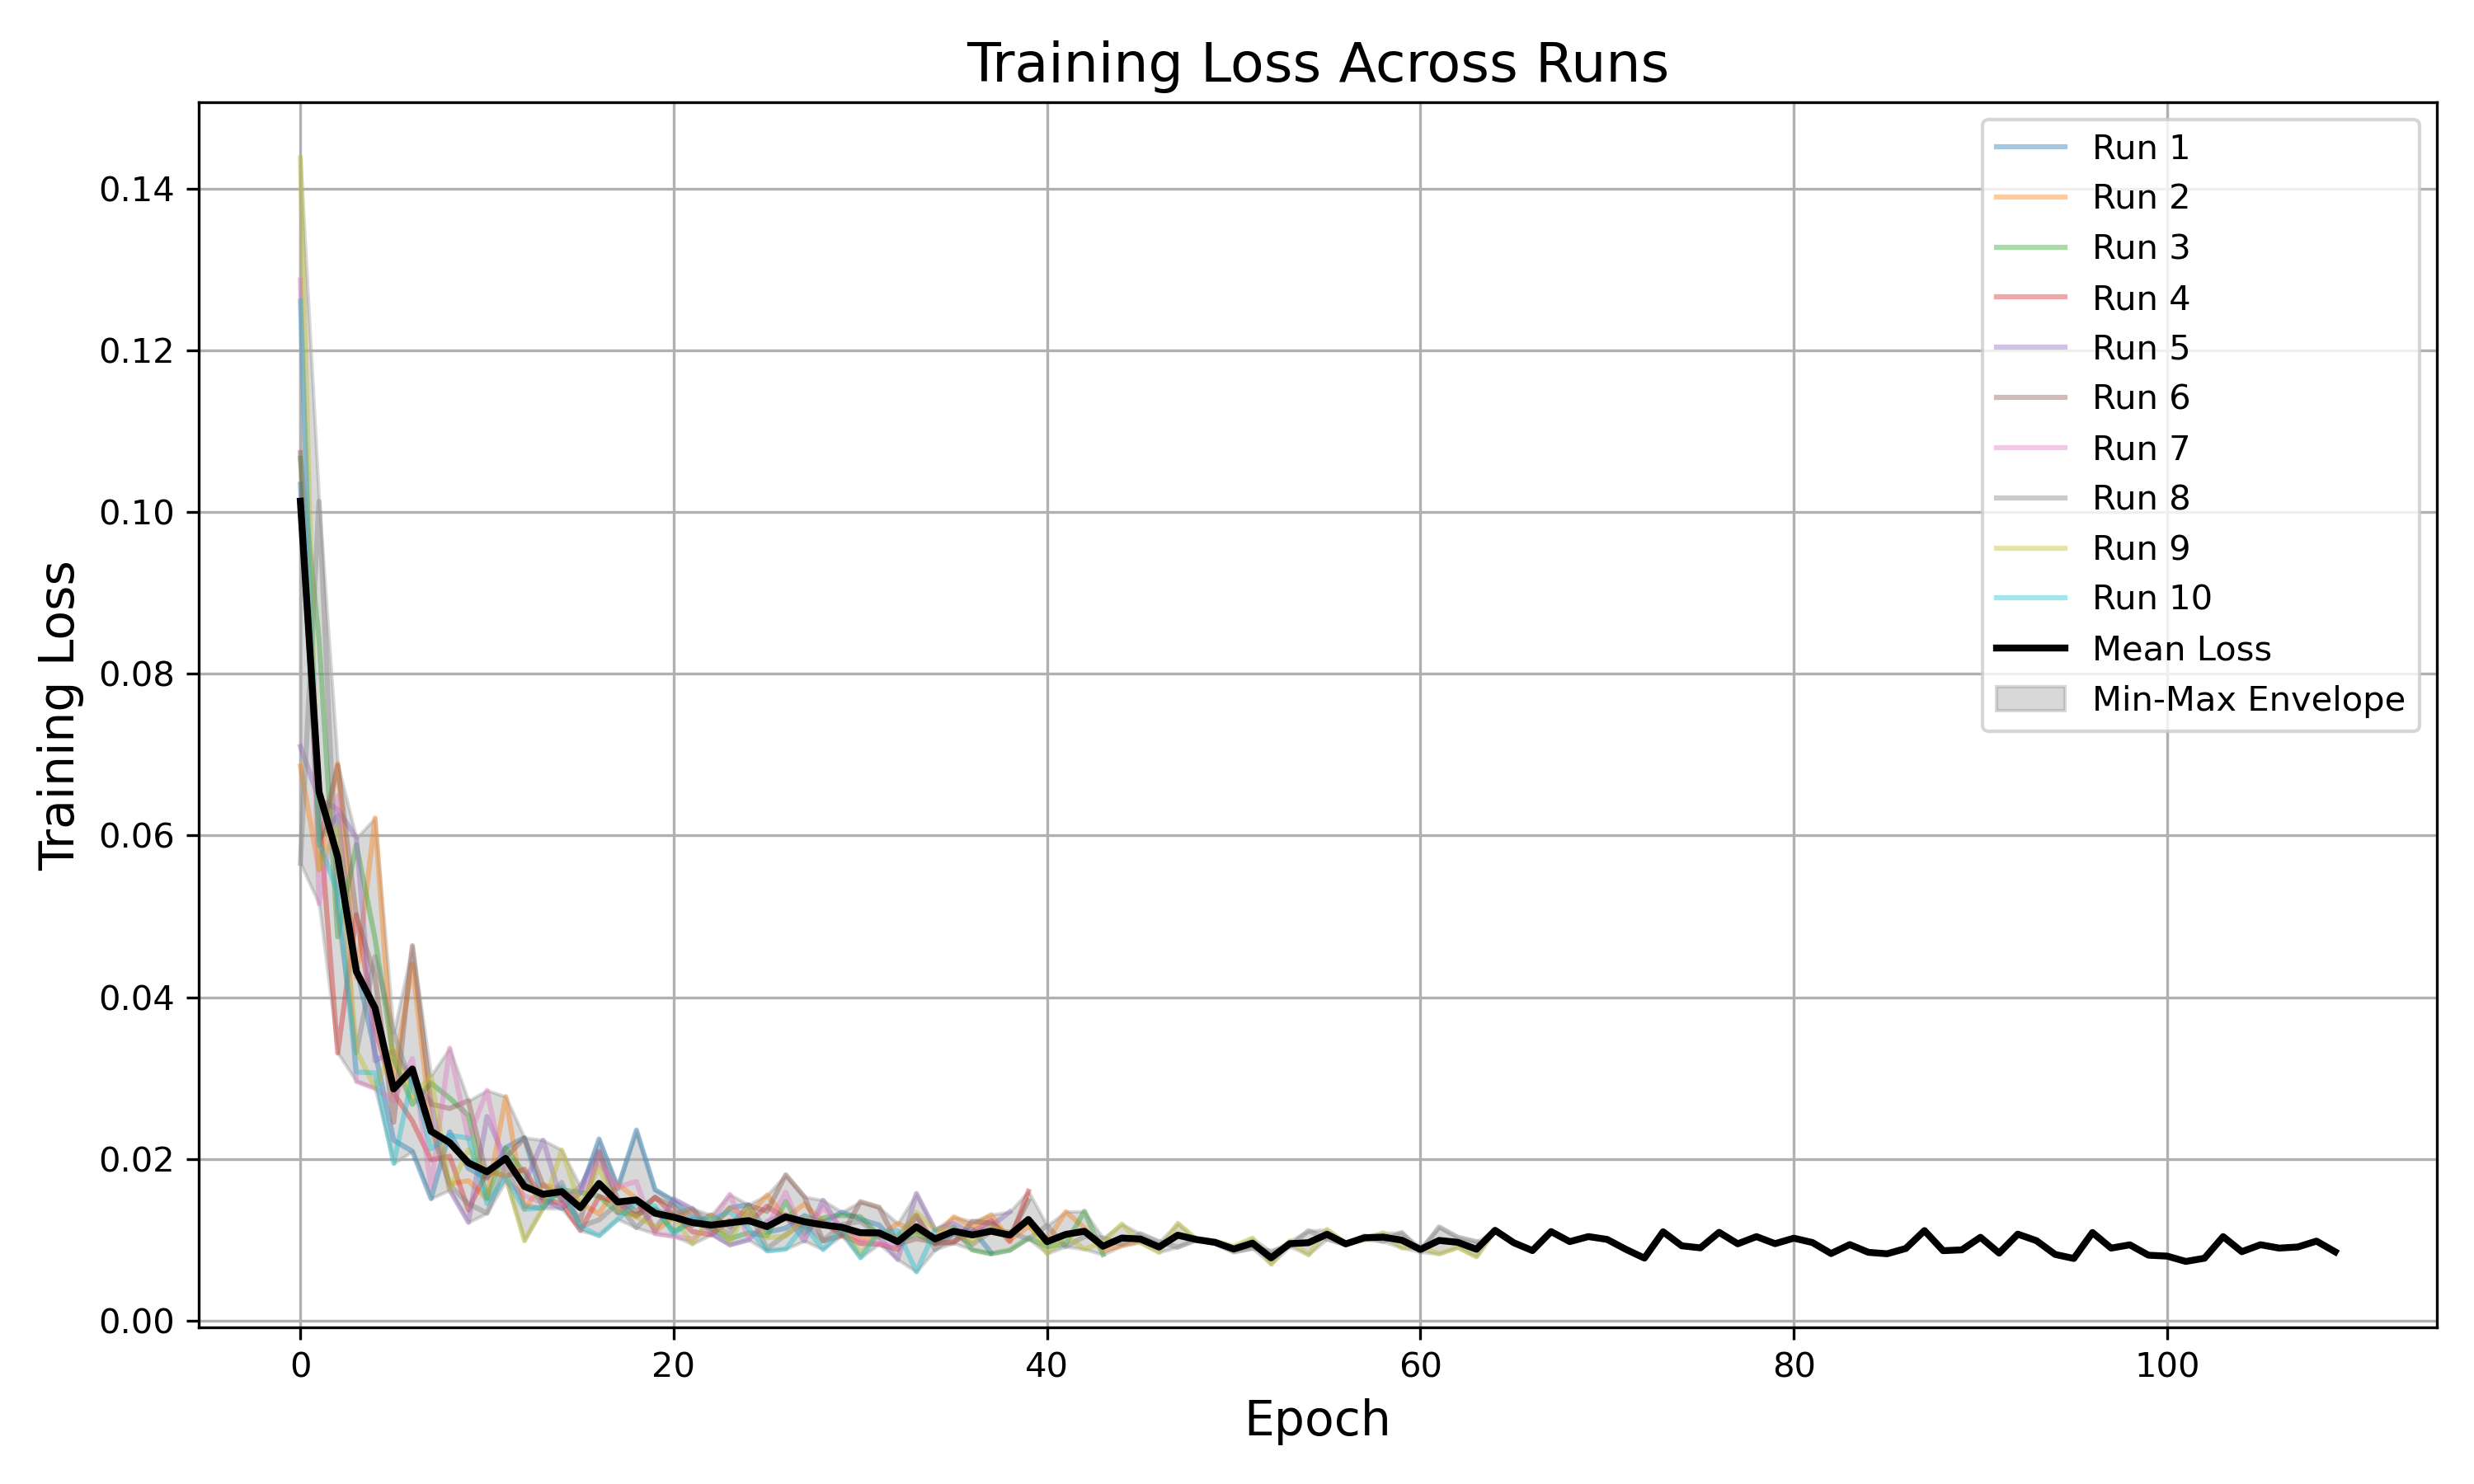 Training Loss Across Runs
Training Loss
0.14
0.12
0.10
0.08
0.06
0.04
0.02
0.00
Run 1
Run 2
Run 3
Run 4
Run 5
Run 6
Run 7
Run 8
Run 9
Run 10
Mean Loss
Min-Max Envelope
0 20 40 60 80 100
Epoch